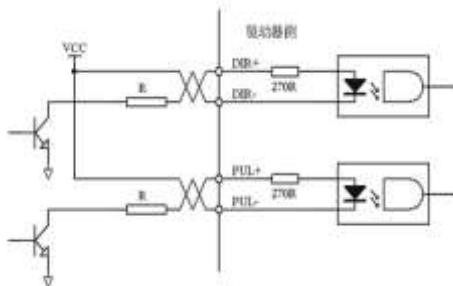 驱动器侧
VCC
DIR+
R
270R
DIR-
PUL+
R
270R
PUL-